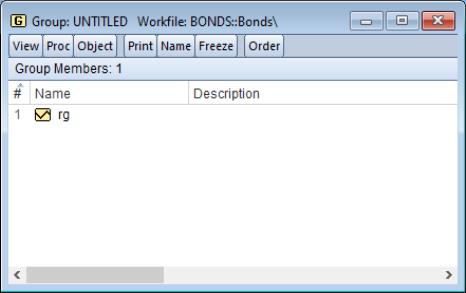 G Group: UNTITLED Workfile: BONDS::Bonds\
View Proc Object Print Name Freeze Order
Group Members: 1
# Name Description
1 rg